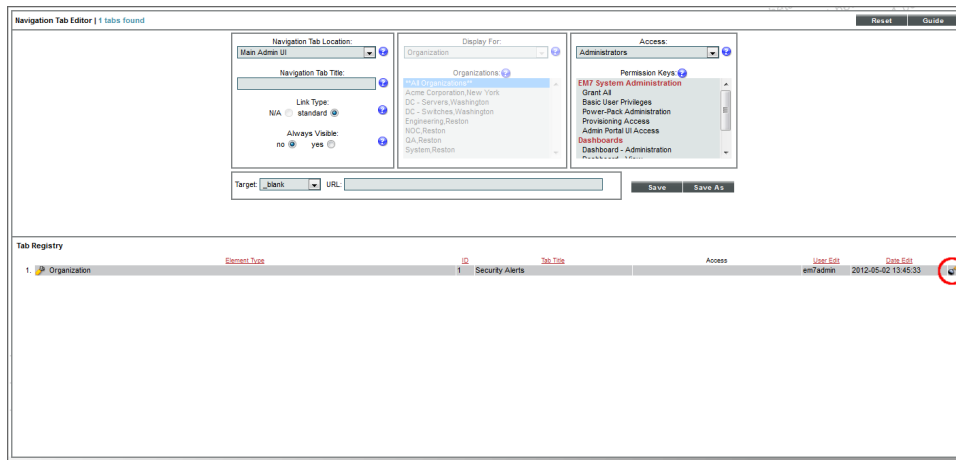 Navigation Tab Editor | 1 tabs found
Reset
Guide
Navigation Tab Location:
Main Admin UI
Navigation Tab Title:
Link Type:
N/A standard
Always Visible:
no yes
Display For:
Organization
Organizations:
**All Organizations**
Acme Corporation,New York
DC - Servers,Washington
DC - Switches,Washington
Engineering,Reston
NOC,Reston
QA,Reston
System,Reston
Access:
Administrators
Permission Keys:
EM7 System Administration
Grant All
Basic User Privileges
Power-Pack Administration
Provisioning Access
Admin Portal UI Access
Dashboards
Dashboard - Administration
Target: _blank URL:
Save
Save As
Tab Registry
Element Type ID Tab Title Access User Edit Date Edit
1. Organization 1 Security Alerts em7admin 2012-05-02 13:45:33